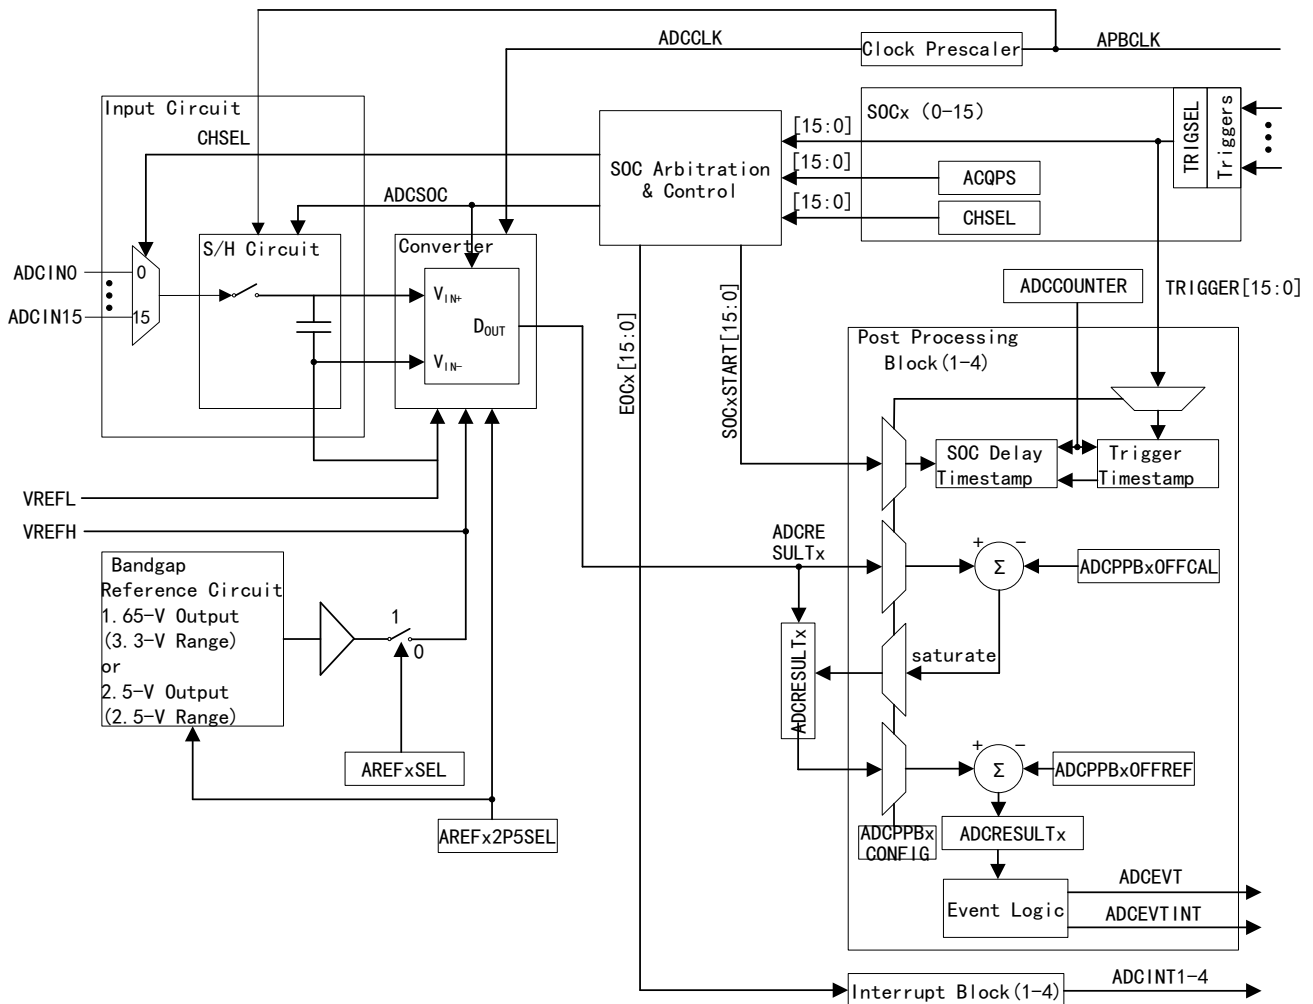 ADCCLK
Clock Prescaler
APBCLK
Input Circuit
CHSEL
SOC Arbitration
& Control
[15:0]
[15:0]
[15:0]
SOCx (0-15)
TRIGSEL
Triggers
ACQPS
CHSEL
ADCSOC
S/H Circuit
Converter
ADCIN0
0
ADCIN15
15
VIN+
DOUT
VIN-
EOCx[15:0]
SOCxSTART[15:0]
ADCCOUNTER
TRIGGER[15:0]
Post Processing
Block(1-4)
SOC Delay
Timestamp
Trigger
Timestamp
VREFL
VREFH
Bandgap
Reference Circuit
1.65-V Output
(3.3-V Range)
or
2.5-V Output
(2.5-V Range)
1
0
AREFxSEL
AREFx2P5SEL
ADCRE
SULTx
+
-
Σ
ADCPPBxOFFCAL
saturate
ADCRESULTx
+
-
Σ
ADCPPBxOFFREF
ADCPPBx
CONFIG
ADCRESULTx
Event Logic
ADCEVT
ADCEVTINT
Interrupt Block(1-4)
ADCINT1-4